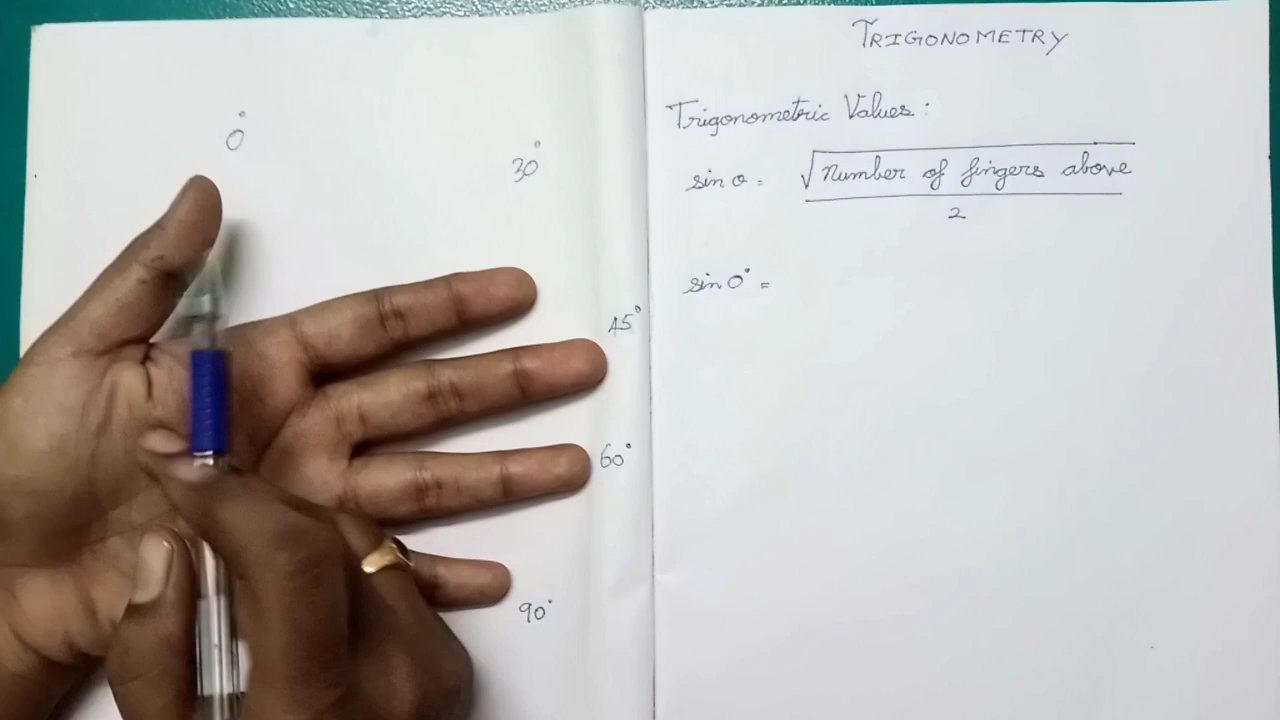 TRIGONOMETRY
0°
30°
45°
60°
90°
Trigonometric Values:
sin θ = √number of fingers above
2
sin 0° =